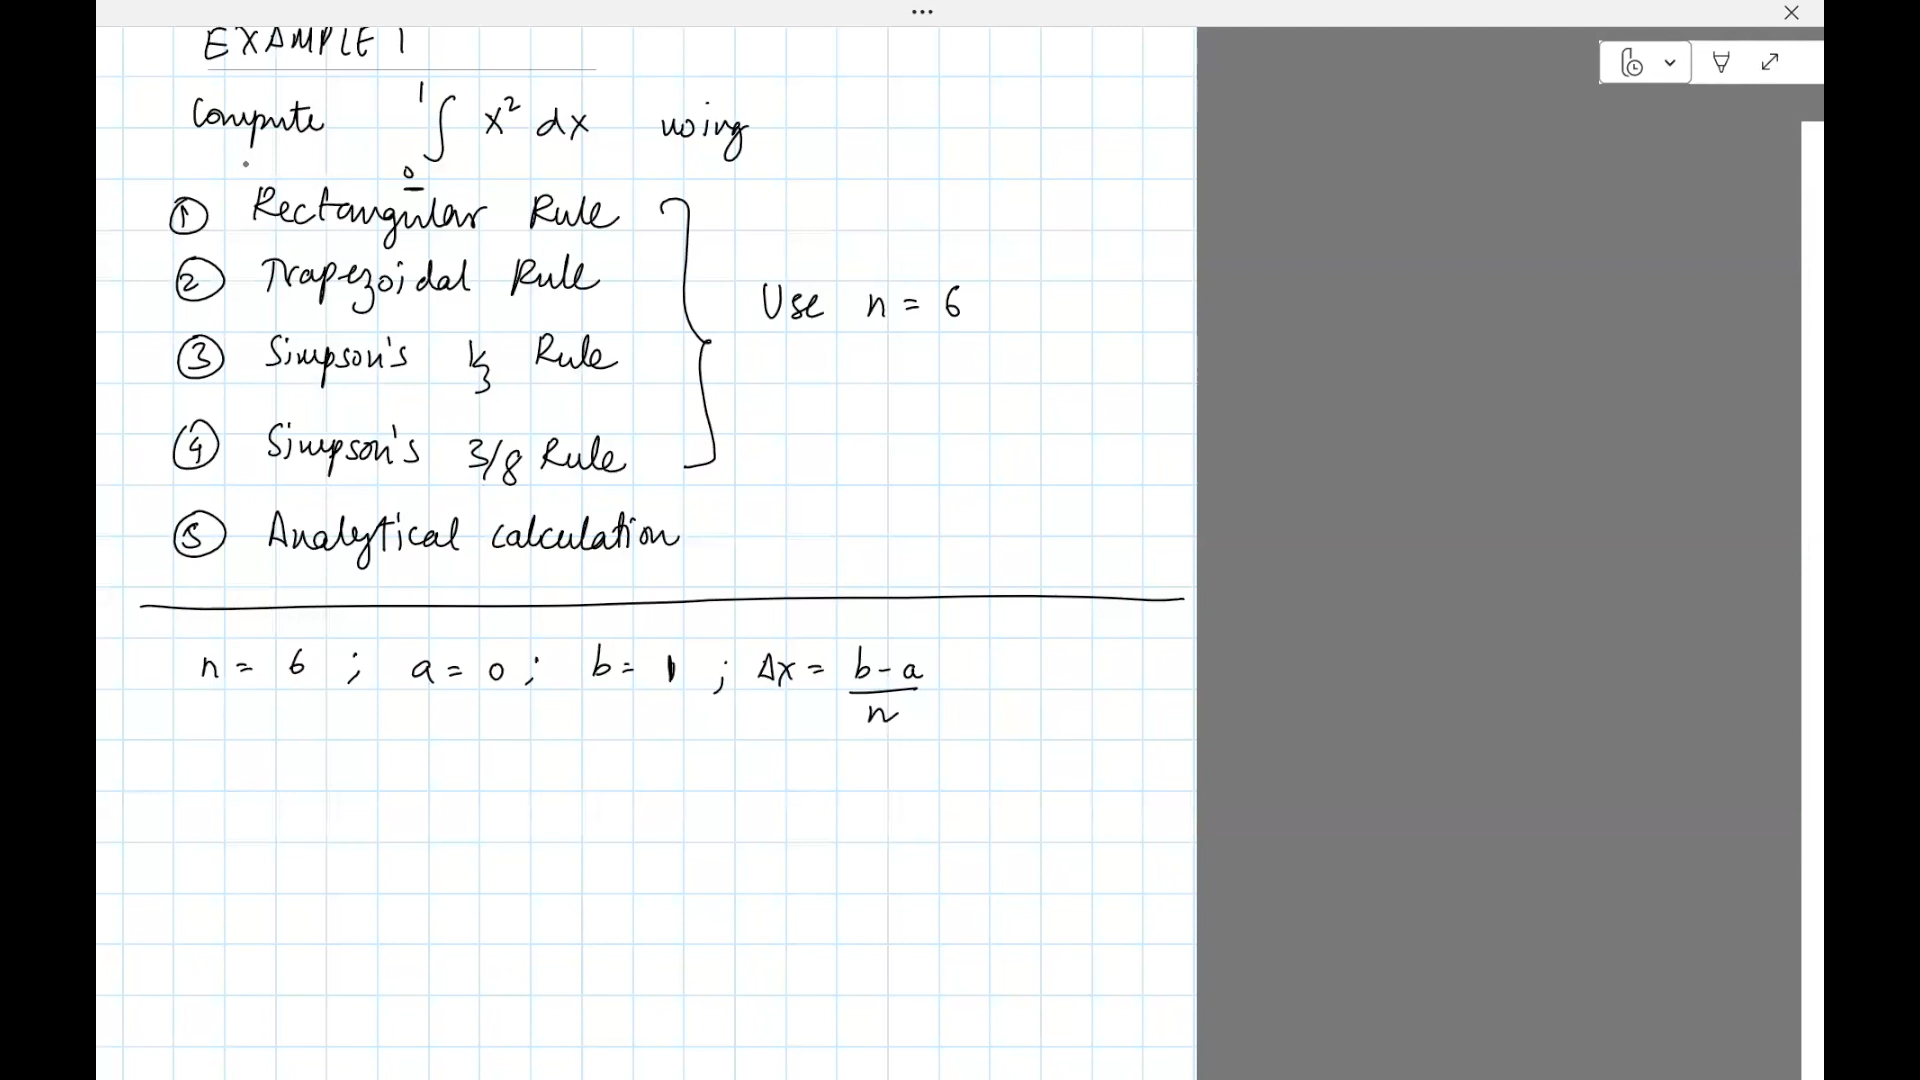 EXAMPLE 1
Compute ∫₀¹ x² dx using
① Rectangular Rule
② Trapezoidal Rule
③ Simpson's 1/3 Rule
④ Simpson's 3/8 Rule
Use n = 6
⑤ Analytical calculation
n = 6 ; a = 0 ; b = 1 ; Δx = (b - a)/n